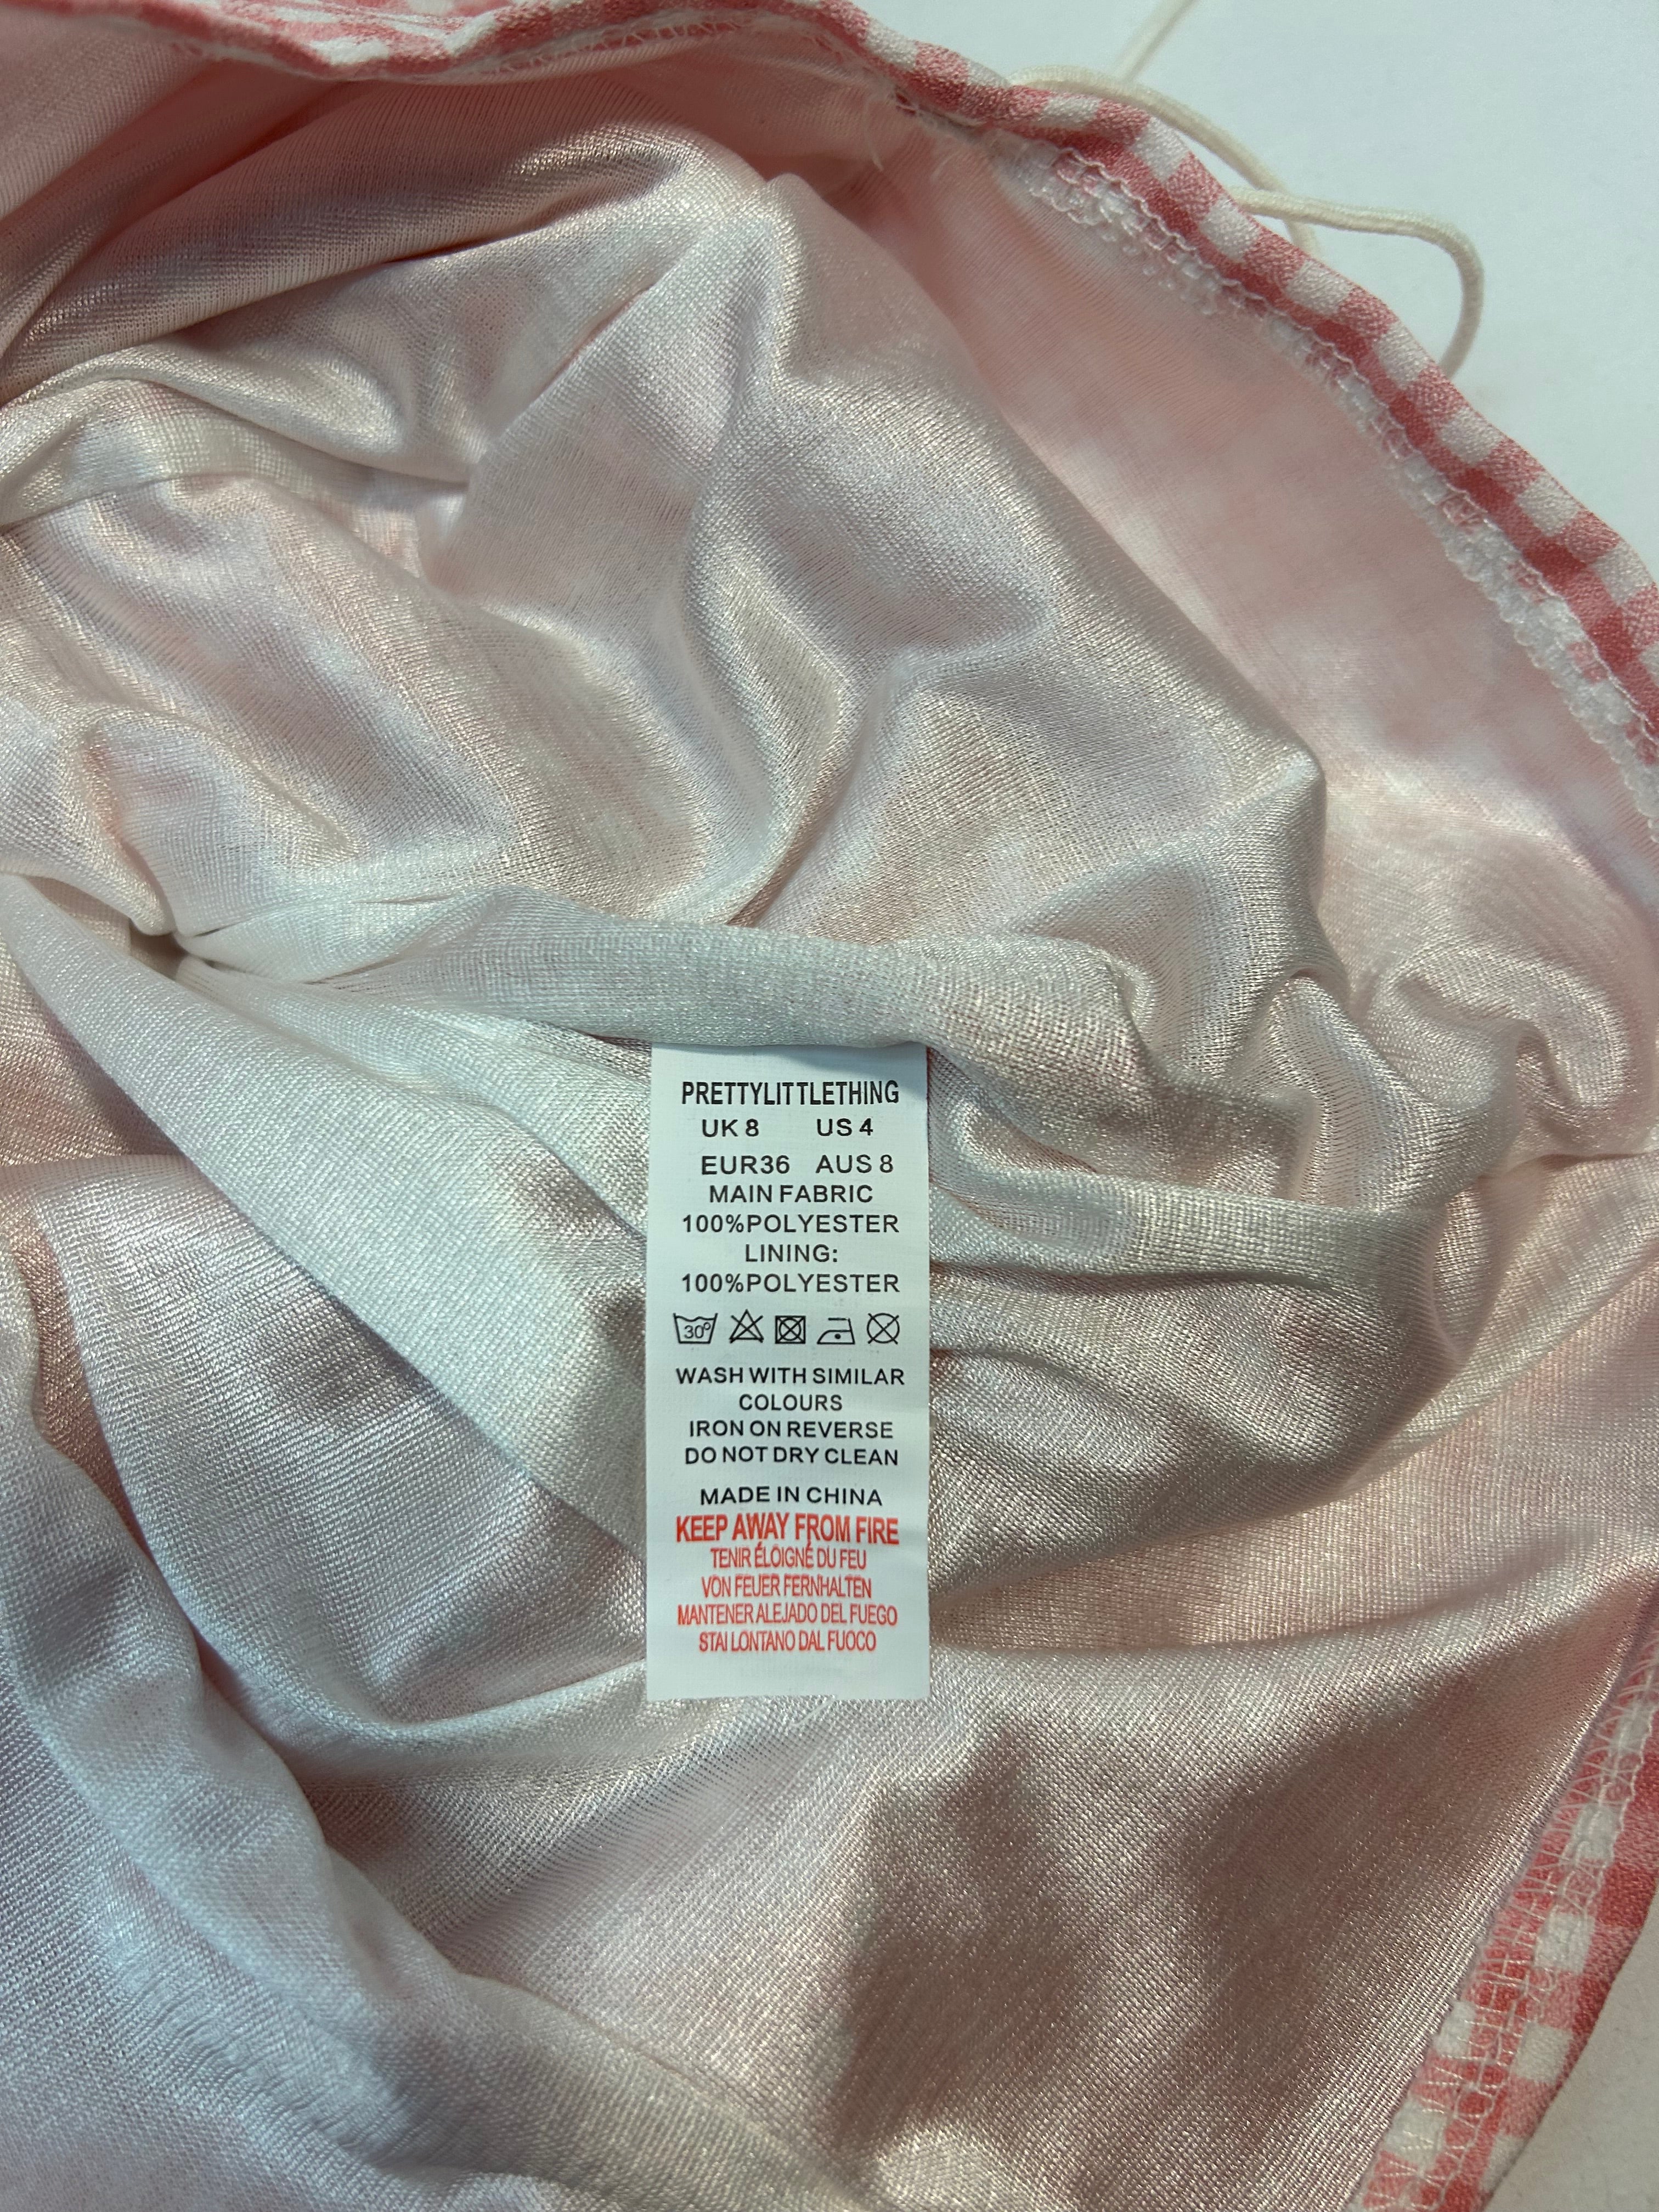 PRETTYLITTLETHING
UK 8 US 4
EUR36 AUS 8
MAIN FABRIC
100%POLYESTER
LINING:
100%POLYESTER
30°
WASH WITH SIMILAR
COLOURS
IRON ON REVERSE
DO NOT DRY CLEAN
MADE IN CHINA
KEEP AWAY FROM FIRE
TENIR ÉLOIGNÉ DU FEU
VON FEUER FERNHALTEN
MANTENER ALEJADO DEL FUEGO
STAI LONTANO DAL FUOCO